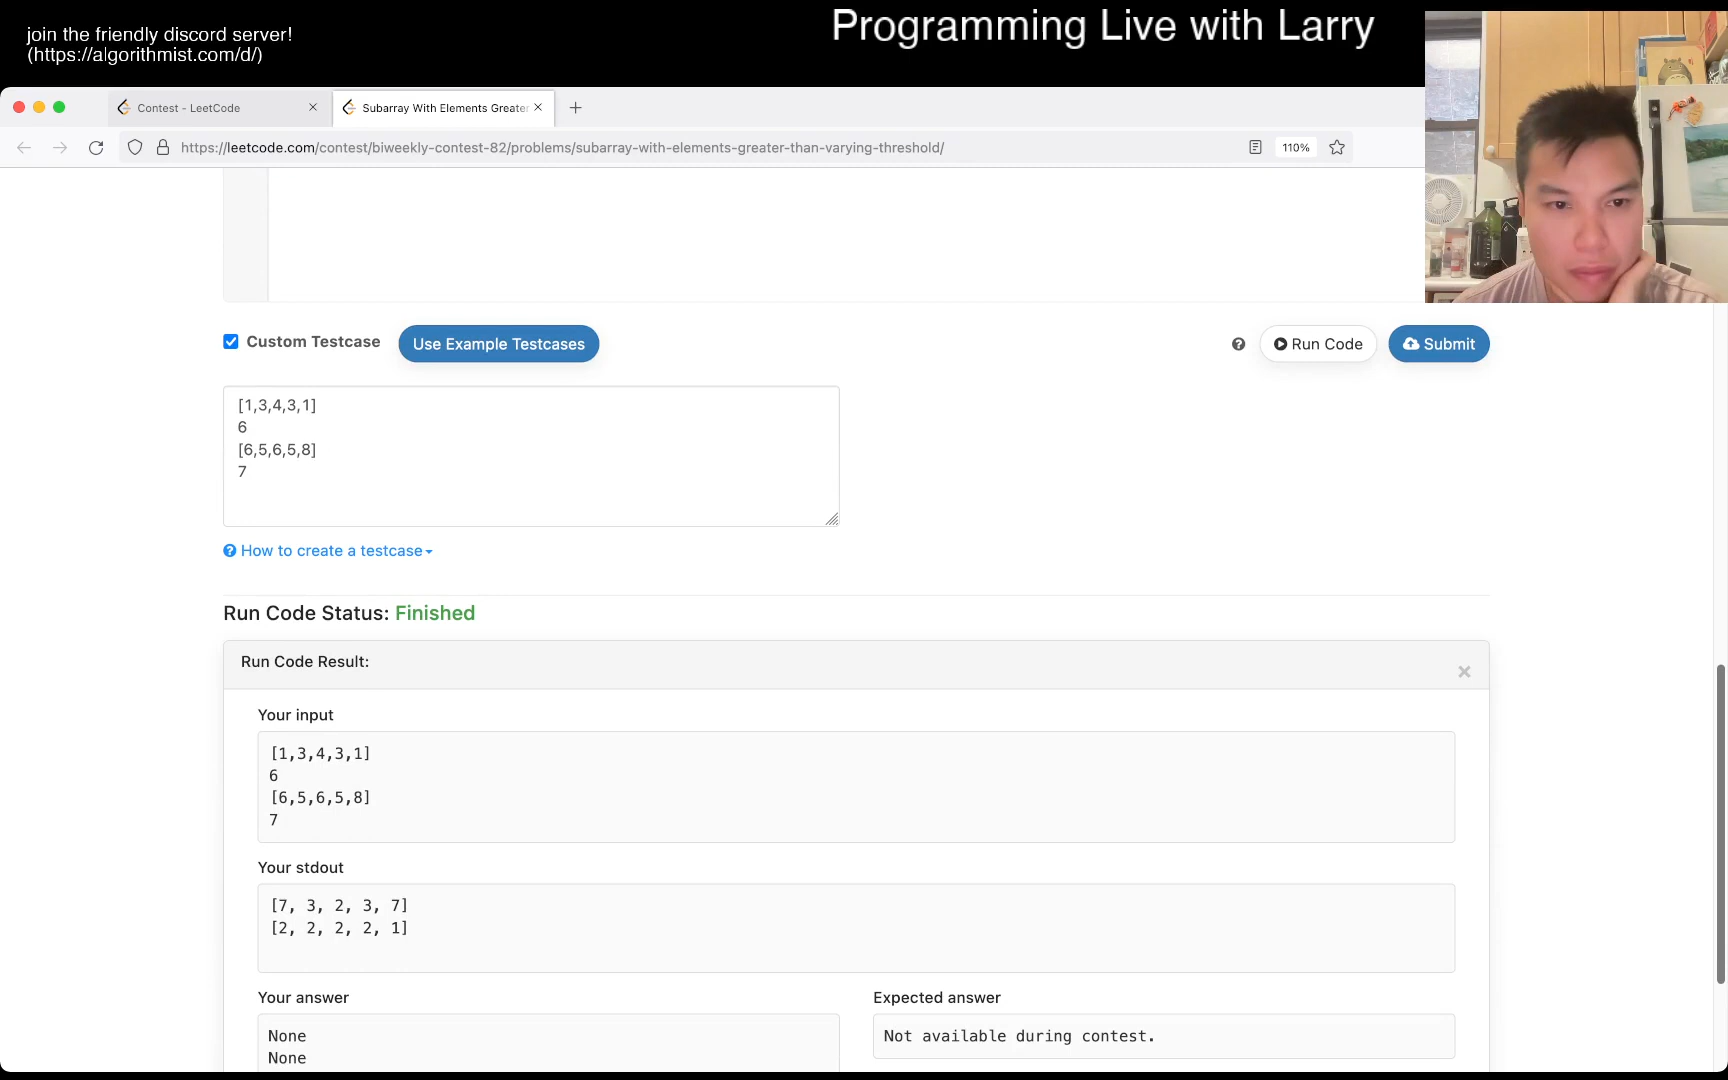 join the friendly discord server!
(https://algorithmist.com/d/)
Programming Live with Larry
Contest - LeetCode
Subarray With Elements Greater
https://leetcode.com/contest/biweekly-contest-82/problems/subarray-with-elements-greater-than-varying-threshold/
110%
Custom Testcase
Use Example Testcases
Run Code
Submit
[1,3,4,3,1]
6
[6,5,6,5,8]
7
How to create a testcase
Run Code Status: Finished
Run Code Result:
Your input
[1,3,4,3,1]
6
[6,5,6,5,8]
7
Your stdout
[7, 3, 2, 3, 7]
[2, 2, 2, 2, 1]
Your answer
Expected answer
None
None
Not available during contest.